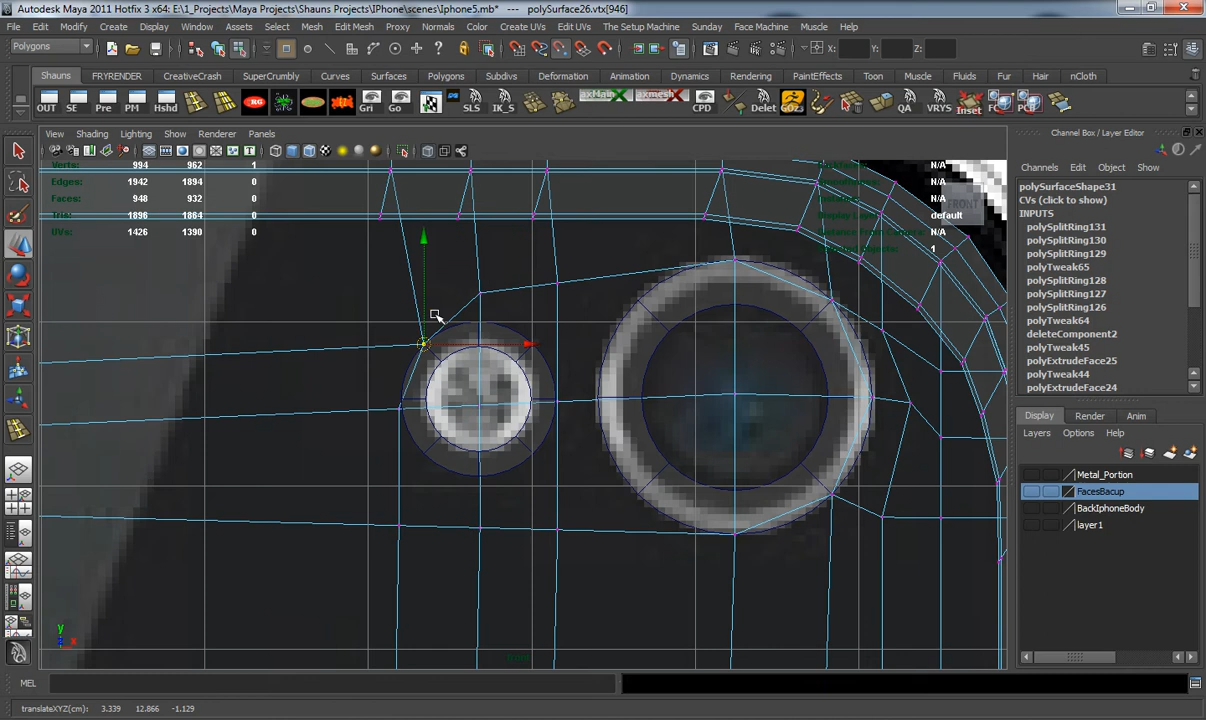 Autodesk Maya 2011 Hotfix 3 x64: E:\1_Projects\Maya Projects\Shauns Projects\IPhone\scenes\Iphone5.mb* --- polySurface26.vtx[946]
File Edit Modify Create Display Window Assets Select Mesh Edit Mesh Proxy Normals Color Create UVs Edit UVs The Setup Machine Sunday Face Machine Muscle Help
Polygons X: Y: Z:
Shauns FRYRENDER CreativeCrash SuperCrumbly Curves Surfaces Polygons Subdivs Deformation Animation Dynamics Rendering PaintEffects Toon Muscle Fluids Fur Hair nCloth
OUT SE Pre PM Hshd Gri Go SLS IK_S axMain axmesh CPD Delet GOZ3 QA VRYS Inset
View Shading Lighting Show Renderer Panels
Channel Box / Layer Editor
Channels Edit Object Show
Verts: 994 962 1
Edges: 1942 1894 0
Faces: 948 932 0
Tris: 1896 1864 0
UVs: 1426 1390 0
N/A
N/A
N/A
default
N/A
1
FRONT
polySurfaceShape31
CVs (click to show)
INPUTS
polySplitRing131
polySplitRing130
polySplitRing129
polyTweak65
polySplitRing128
polySplitRing127
polySplitRing126
polyTweak64
deleteComponent2
polyTweak45
polyExtrudeFace25
polyTweak44
polyExtrudeFace24
Display Render Anim
Layers Options Help
Metal_Portion
FacesBacup
BackIphoneBody
layer1
y
x
MEL
translateXYZ(cm): 3.339 12.866 -1.129